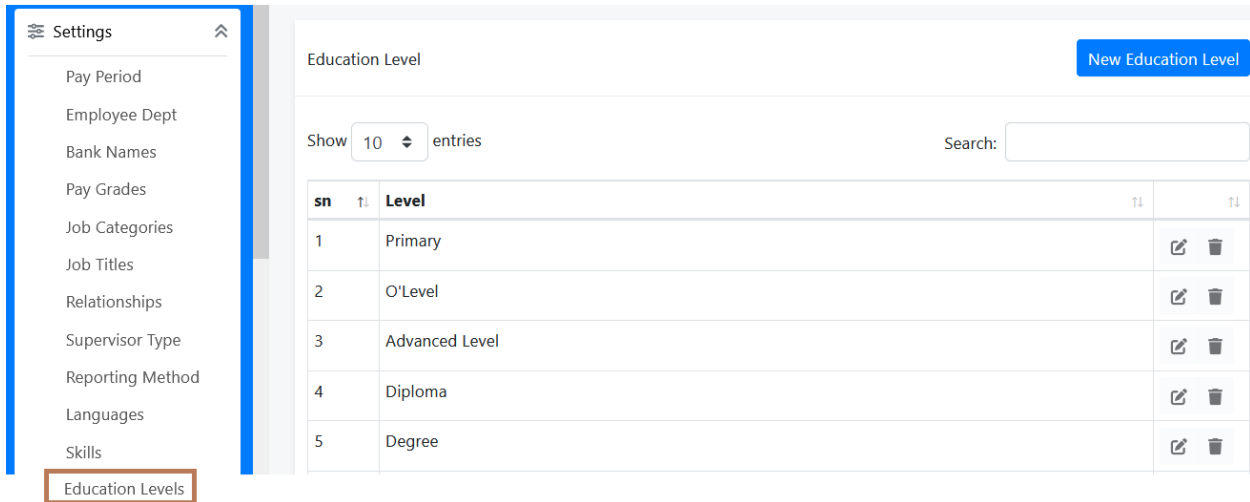 Settings
Pay Period
Employee Dept
Bank Names
Pay Grades
Job Categories
Job Titles
Relationships
Supervisor Type
Reporting Method
Languages
Skills
Education Levels
Education Level
New Education Level
Show 10 entries
Search:
sn Level
1 Primary
2 O'Level
3 Advanced Level
4 Diploma
5 Degree